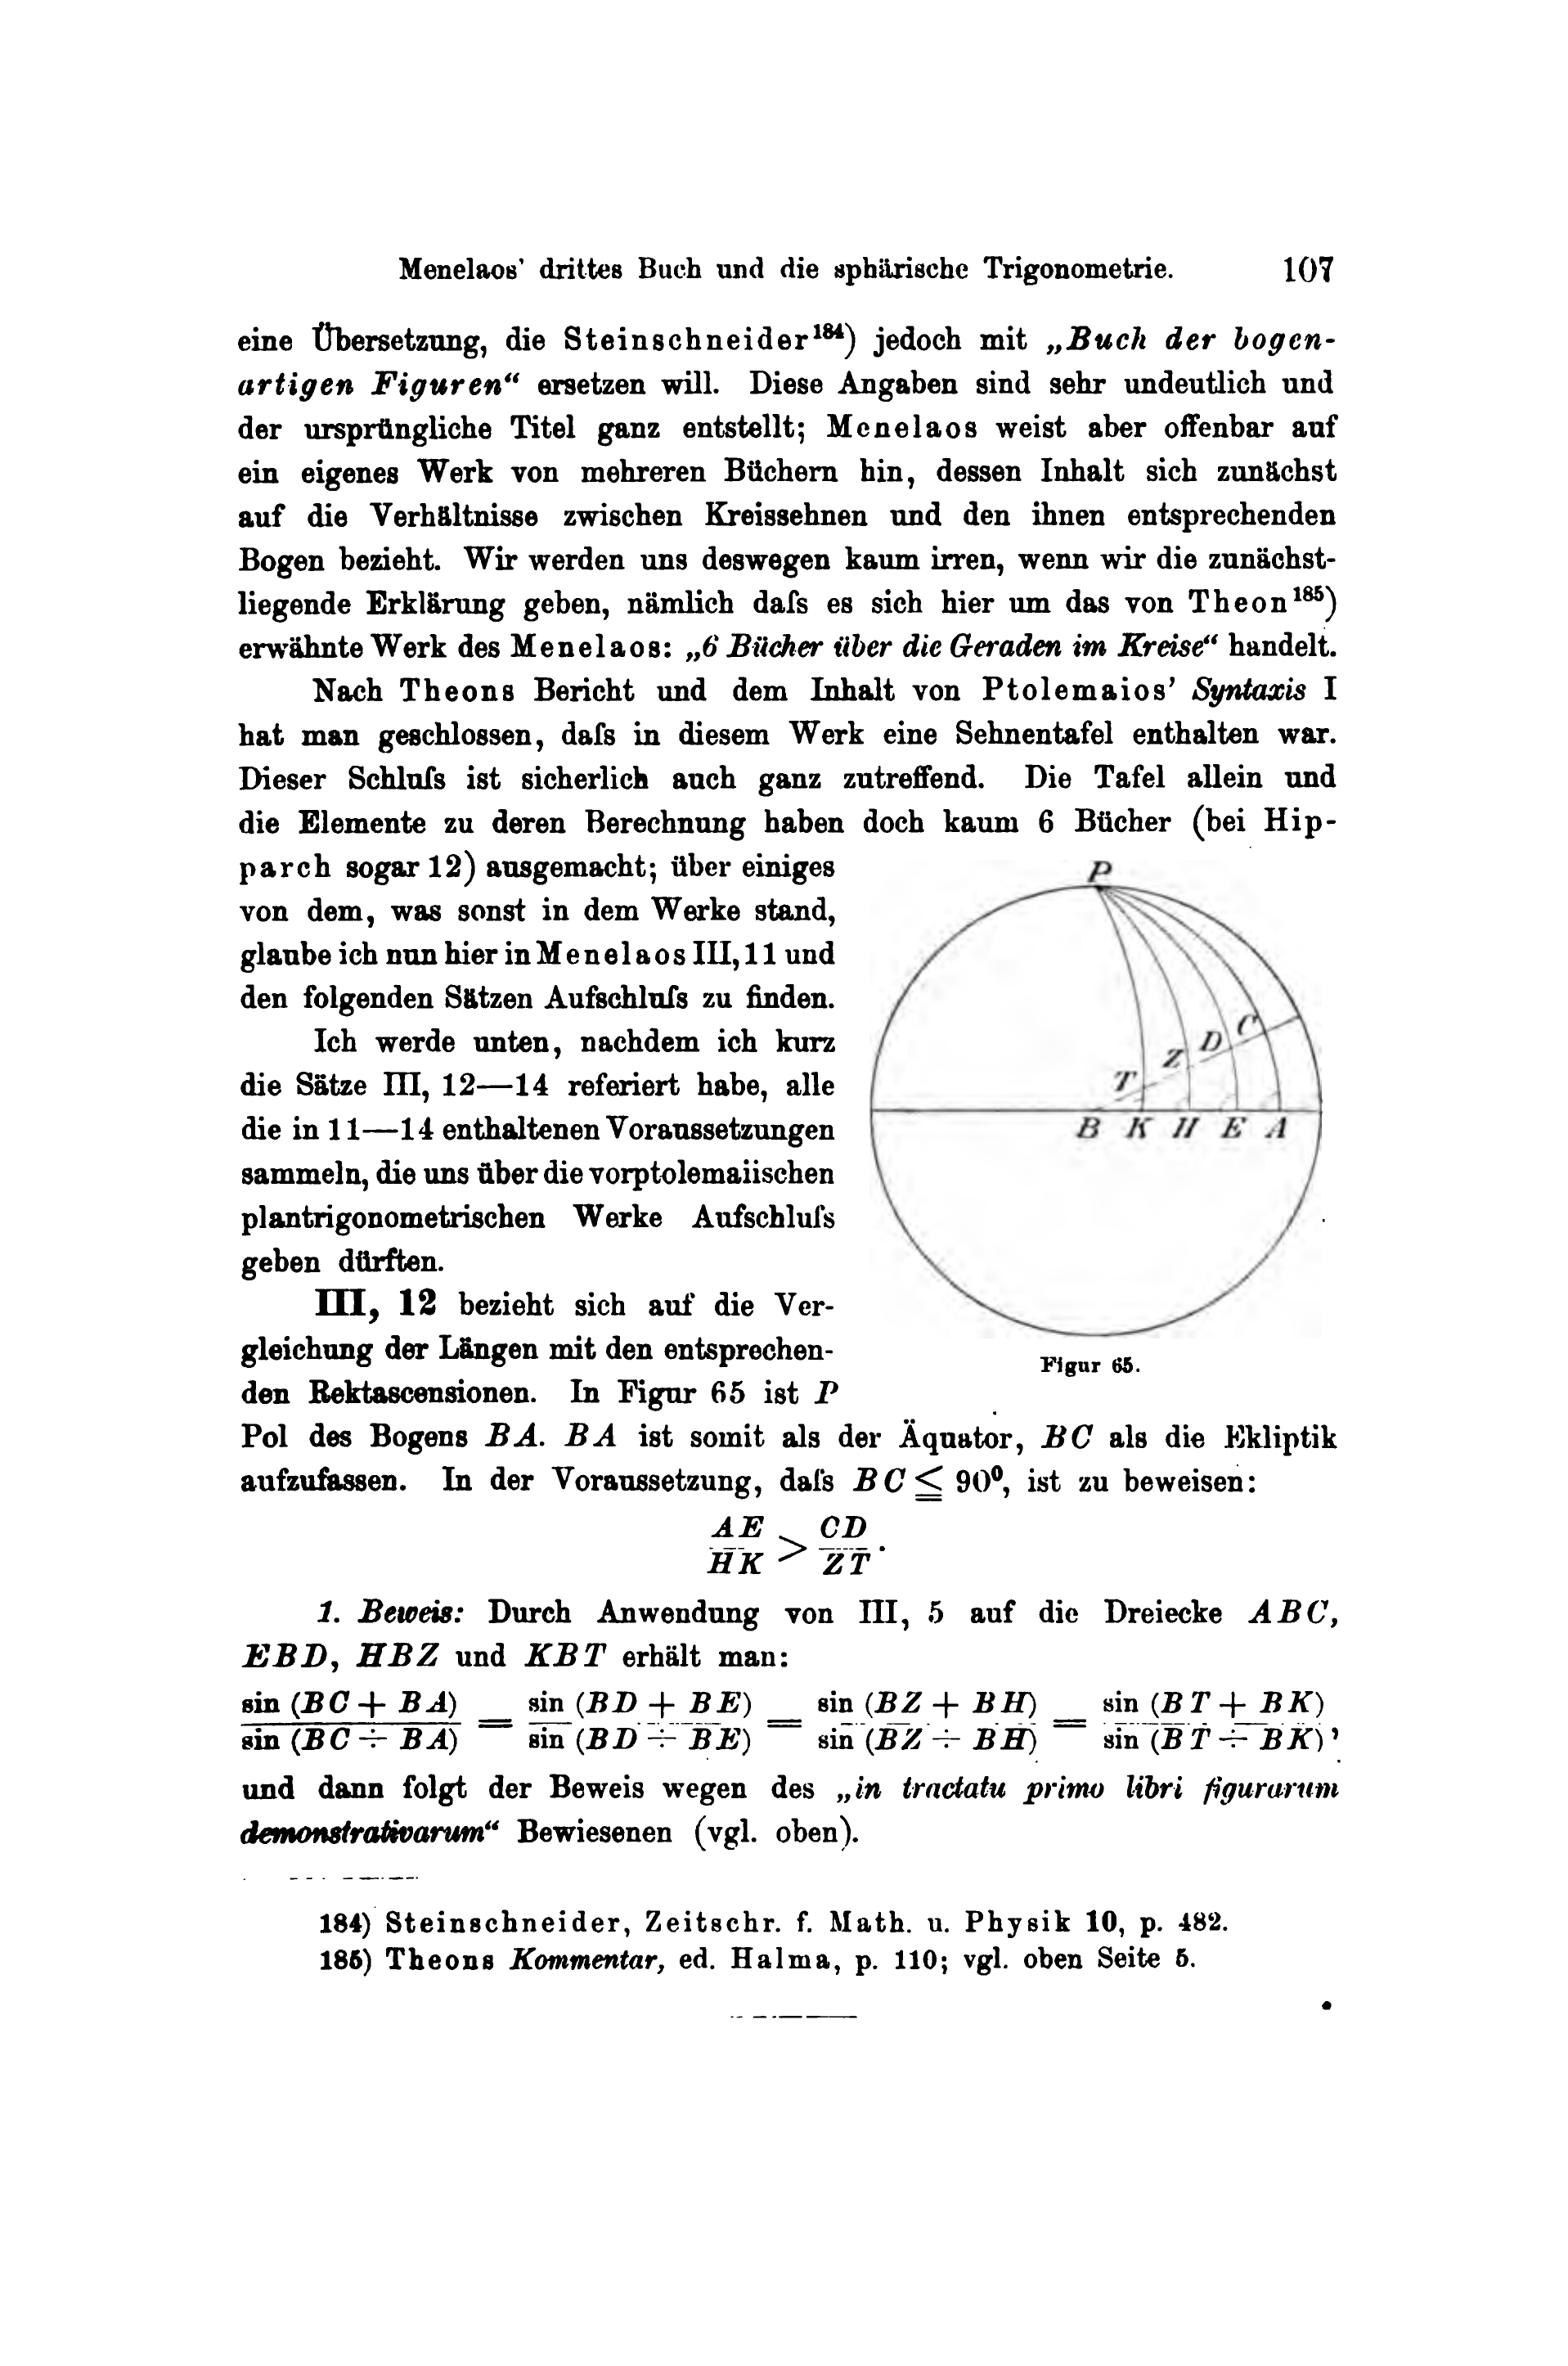 Menelaos' drittes Buch und die sphärische Trigonometrie. 107
eine Übersetzung, die Steinschneider¹⁸⁴) jedoch mit „Buch der bogen-
artigen Figuren“ ersetzen will. Diese Angaben sind sehr undeutlich und
der ursprüngliche Titel ganz entstellt; Menelaos weist aber offenbar auf
ein eigenes Werk von mehreren Büchern hin, dessen Inhalt sich zunächst
auf die Verhältnisse zwischen Kreissehnen und den ihnen entsprechenden
Bogen bezieht. Wir werden uns deswegen kaum irren, wenn wir die zunächst-
liegende Erklärung geben, nämlich daſs es sich hier um das von Theon¹⁸⁵)
erwähnte Werk des Menelaos: „6 Bücher über die Geraden im Kreise“ handelt.
Nach Theons Bericht und dem Inhalt von Ptolemaios’ Syntaxis I
hat man geschlossen, daſs in diesem Werk eine Sehnentafel enthalten war.
Dieser Schluſs ist sicherlich auch ganz zutreffend. Die Tafel allein und
die Elemente zu deren Berechnung haben doch kaum 6 Bücher (bei Hip-
parch sogar 12) ausgemacht; über einiges
von dem, was sonst in dem Werke stand,
glaube ich nun hier in Menelaos III, 11 und
den folgenden Sätzen Aufschluſs zu finden.
Ich werde unten, nachdem ich kurz
die Sätze III, 12—14 referiert habe, alle
die in 11—14 enthaltenen Voraussetzungen
sammeln, die uns über die vorptolemaiischen
plantrigonometrischen Werke Aufschluſs
geben dürften.
III, 12 bezieht sich auf die Ver-
gleichung der Längen mit den entsprechen-
den Rektascensionen. In Figur 65 ist P
P
C
D
Z
T
B K H E A
Figur 65.
Pol des Bogens BA. BA ist somit als der Äquator, BC als die Ekliptik
aufzufassen. In der Voraussetzung, daſs BC ≦ 90⁰, ist zu beweisen:
AE/HK > CD/ZT.
1. Beweis: Durch Anwendung von III, 5 auf die Dreiecke ABC,
EBD, HBZ und KBT erhält man:
sin (BC + BA)/sin (BC ÷ BA) = sin (BD + BE)/sin (BD ÷ BE) = sin (BZ + BH)/sin (BZ ÷ BH) = sin (BT + BK)/sin (BT ÷ BK)’
und dann folgt der Beweis wegen des „in tractatu primo libri figurarum
demonstrativarum“ Bewiesenen (vgl. oben).
184) Steinschneider, Zeitschr. f. Math. u. Physik 10, p. 482.
185) Theons Kommentar, ed. Halma, p. 110; vgl. oben Seite 5.